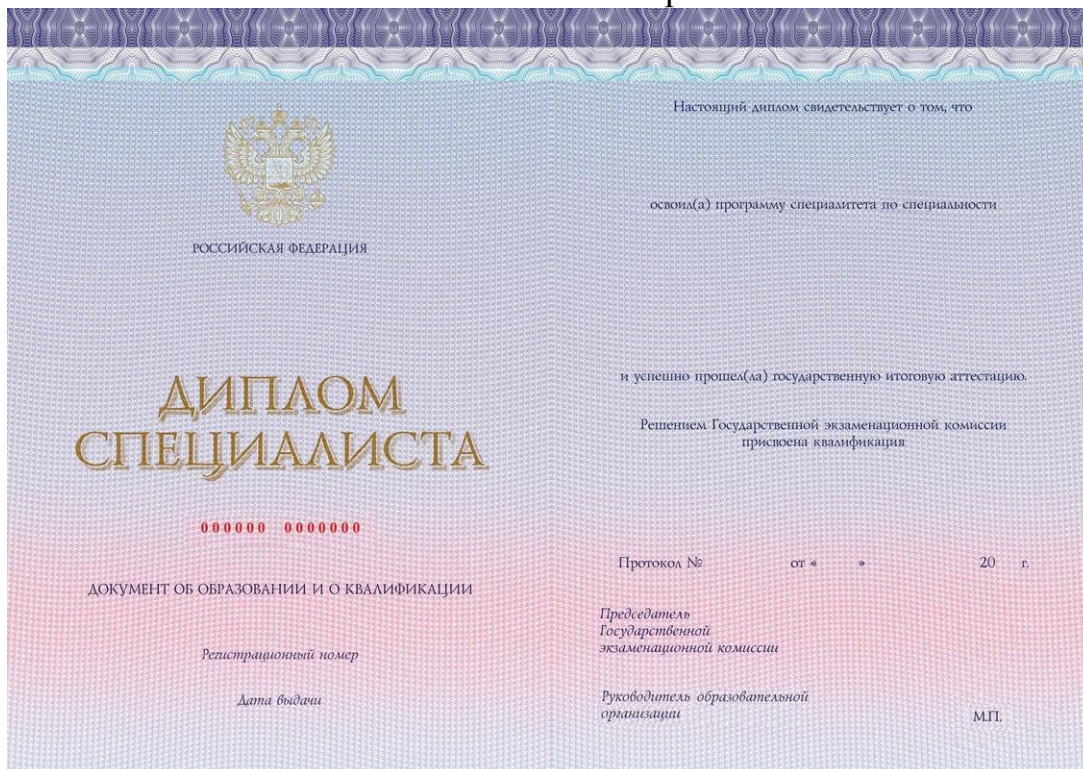 РОССИЙСКАЯ ФЕДЕРАЦИЯ
ДИПЛОМ
СПЕЦИАЛИСТА
000000 0000000
ДОКУМЕНТ ОБ ОБРАЗОВАНИИ И О КВАЛИФИКАЦИИ
Регистрационный номер
Дата выдачи
Настоящий диплом свидетельствует о том, что
освоил(а) программу специалитета по специальности
и успешно прошел(ла) государственную итоговую аттестацию.
Решением Государственной экзаменационной комиссии
присвоена квалификация
Протокол № от « » 20 г.
Председатель
Государственной
экзаменационной комиссии
Руководитель образовательной
организации
М.П.